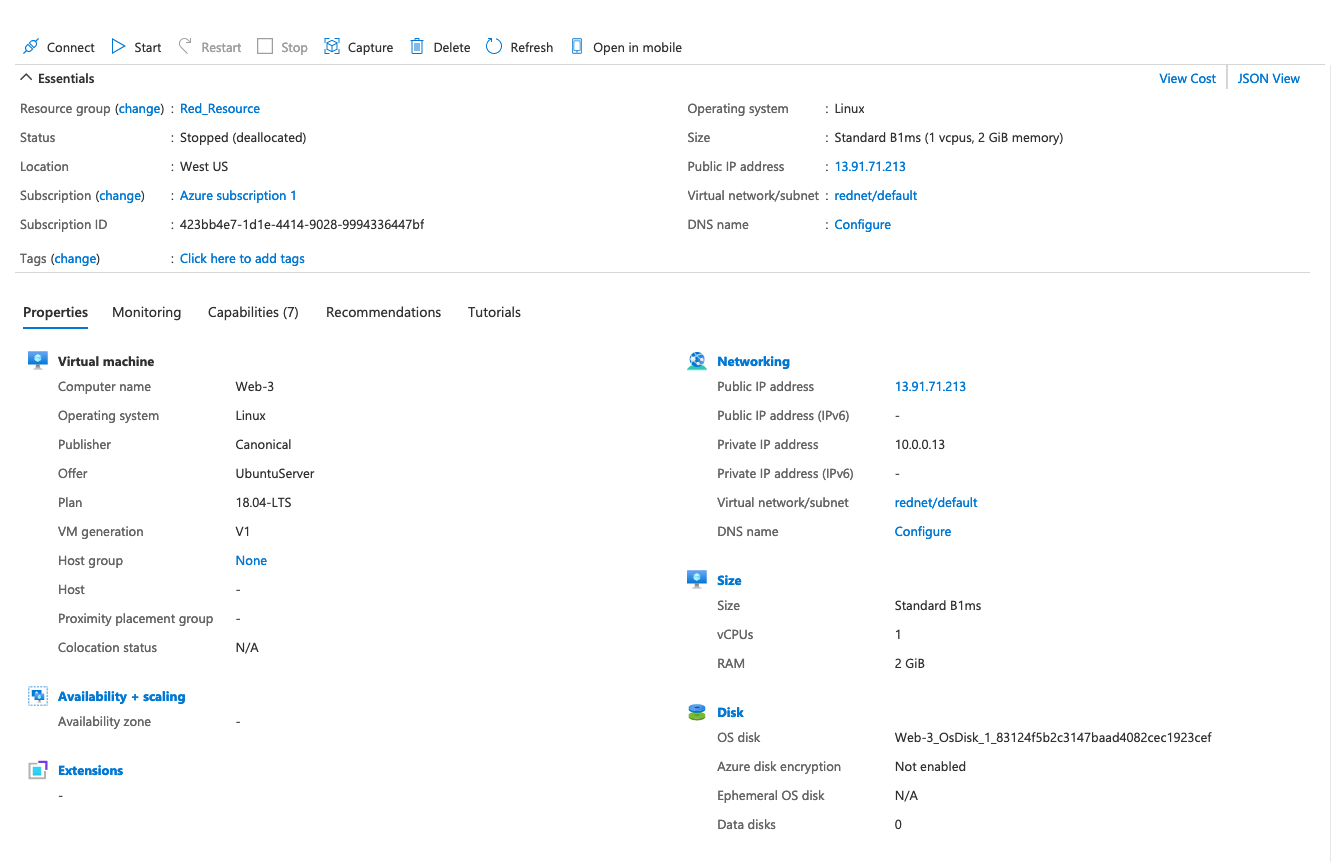 Connect Start Restart Stop Capture Delete Refresh Open in mobile
Essentials
View Cost JSON View
Resource group (change) : Red_Resource
Status : Stopped (deallocated)
Location : West US
Subscription (change) : Azure subscription 1
Subscription ID : 423bb4e7-1d1e-4414-9028-9994336447bf
Tags (change) : Click here to add tags
Operating system : Linux
Size : Standard B1ms (1 vcpus, 2 GiB memory)
Public IP address : 13.91.71.213
Virtual network/subnet : rednet/default
DNS name : Configure
Properties Monitoring Capabilities (7) Recommendations Tutorials
Virtual machine
Computer name Web-3
Operating system Linux
Publisher Canonical
Offer UbuntuServer
Plan 18.04-LTS
VM generation V1
Host group None
Host -
Proximity placement group -
Colocation status N/A
Availability + scaling
Availability zone -
Extensions
-
Networking
Public IP address 13.91.71.213
Public IP address (IPv6) -
Private IP address 10.0.0.13
Private IP address (IPv6) -
Virtual network/subnet rednet/default
DNS name Configure
Size
Size Standard B1ms
vCPUs 1
RAM 2 GiB
Disk
OS disk Web-3_OsDisk_1_83124f5b2c3147baad4082cec1923cef
Azure disk encryption Not enabled
Ephemeral OS disk N/A
Data disks 0